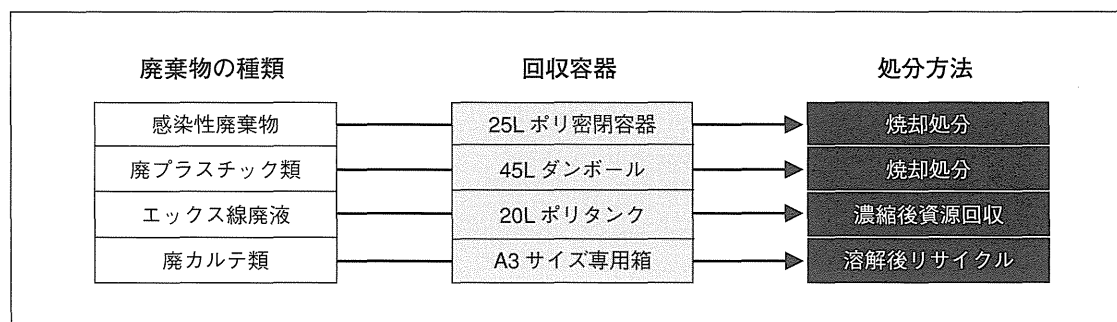 廃棄物の種類 回収容器 処分方法
感染性廃棄物 25L ポリ密閉容器 焼却処分
廃プラスチック類 45L ダンボール 焼却処分
エックス線廃液 20L ポリタンク 濃縮後資源回収
廃カルテ類 A3 サイズ専用箱 溶解後リサイクル